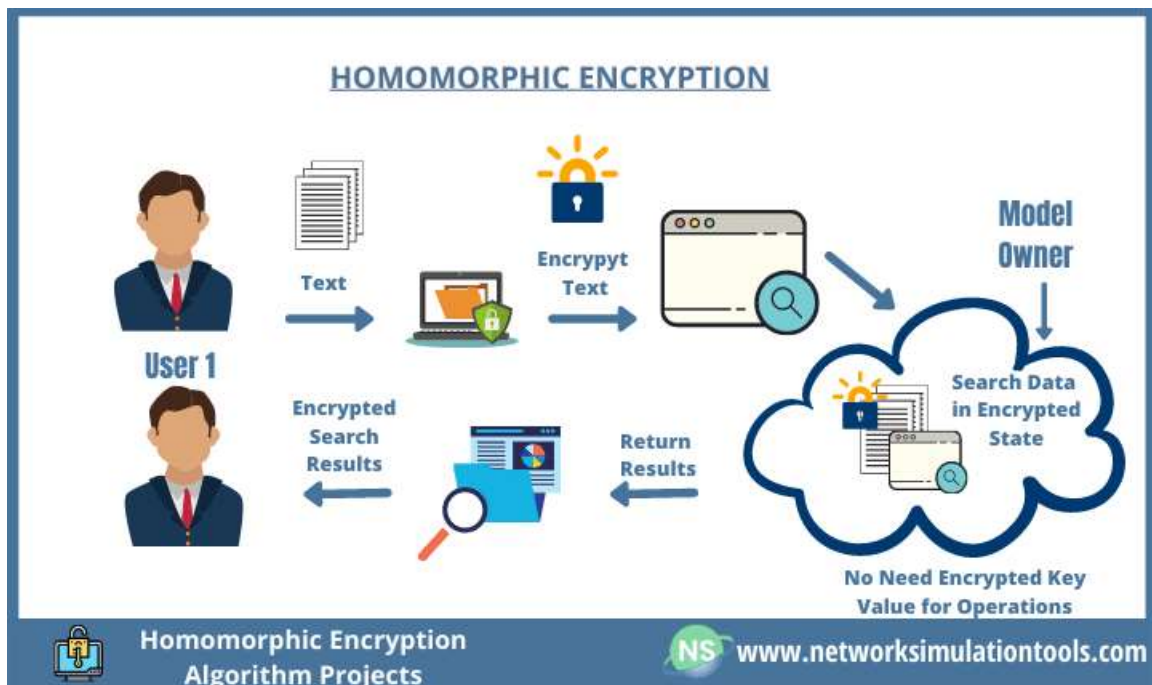 HOMOMORPHIC ENCRYPTION
Text
Encrypyt
Text
Model
Owner
User 1
Search Data
in Encrypted
State
Encrypted
Search
Results
Return
Results
No Need Encrypted Key
Value for Operations
Homomorphic Encryption
Algorithm Projects
NS
www.networksimulationtools.com